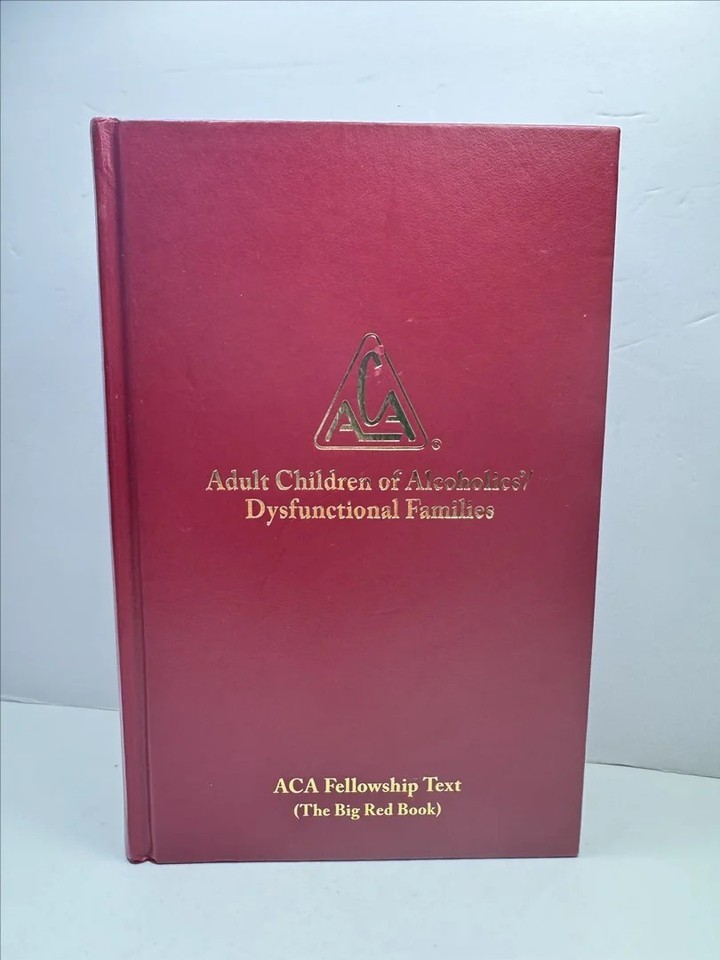 ACA®
Adult Children of Alcoholics®/
Dysfunctional Families
ACA Fellowship Text
(The Big Red Book)